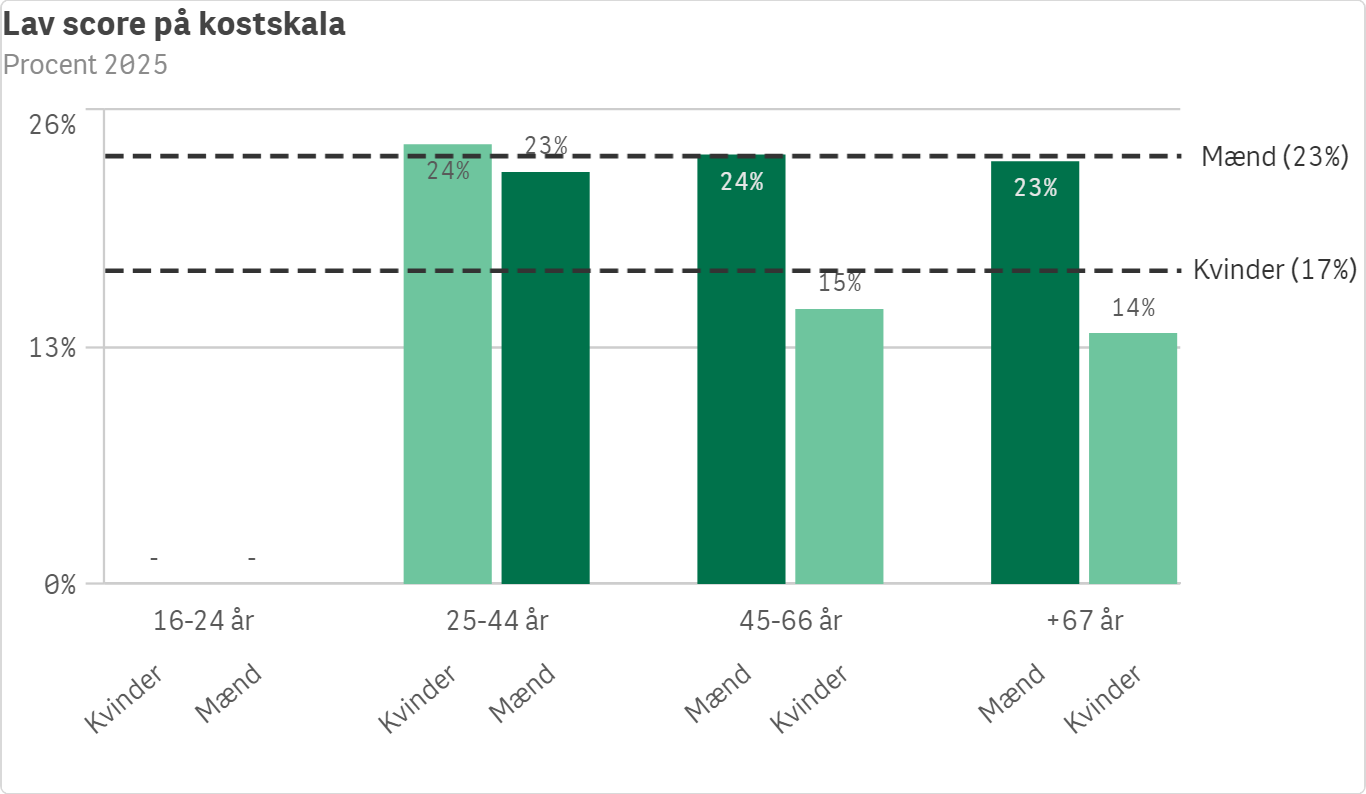 Lav score på kostskala
Procent 2025
26%
13%
0%
24%
23%
24%
15%
23%
14%
Mænd (23%)
Kvinder (17%)
-
-
16-24 år
25-44 år
45-66 år
+67 år
Kvinder
Mænd
Kvinder
Mænd
Mænd
Kvinder
Mænd
Kvinder